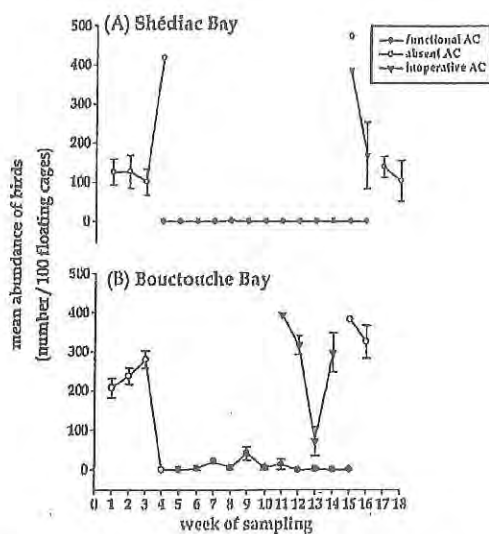 (A) Shédiac Bay
functional AC
absent AC
inoperative AC
500
400
300
200
100
0
mean abundance of birds
(number/100 floating cages)
(B) Bouctouche Bay
500
400
300
200
100
0
0 1 2 3 4 5 6 7 8 9 10 11 12 13 14 15 16 17 18
week of sampling